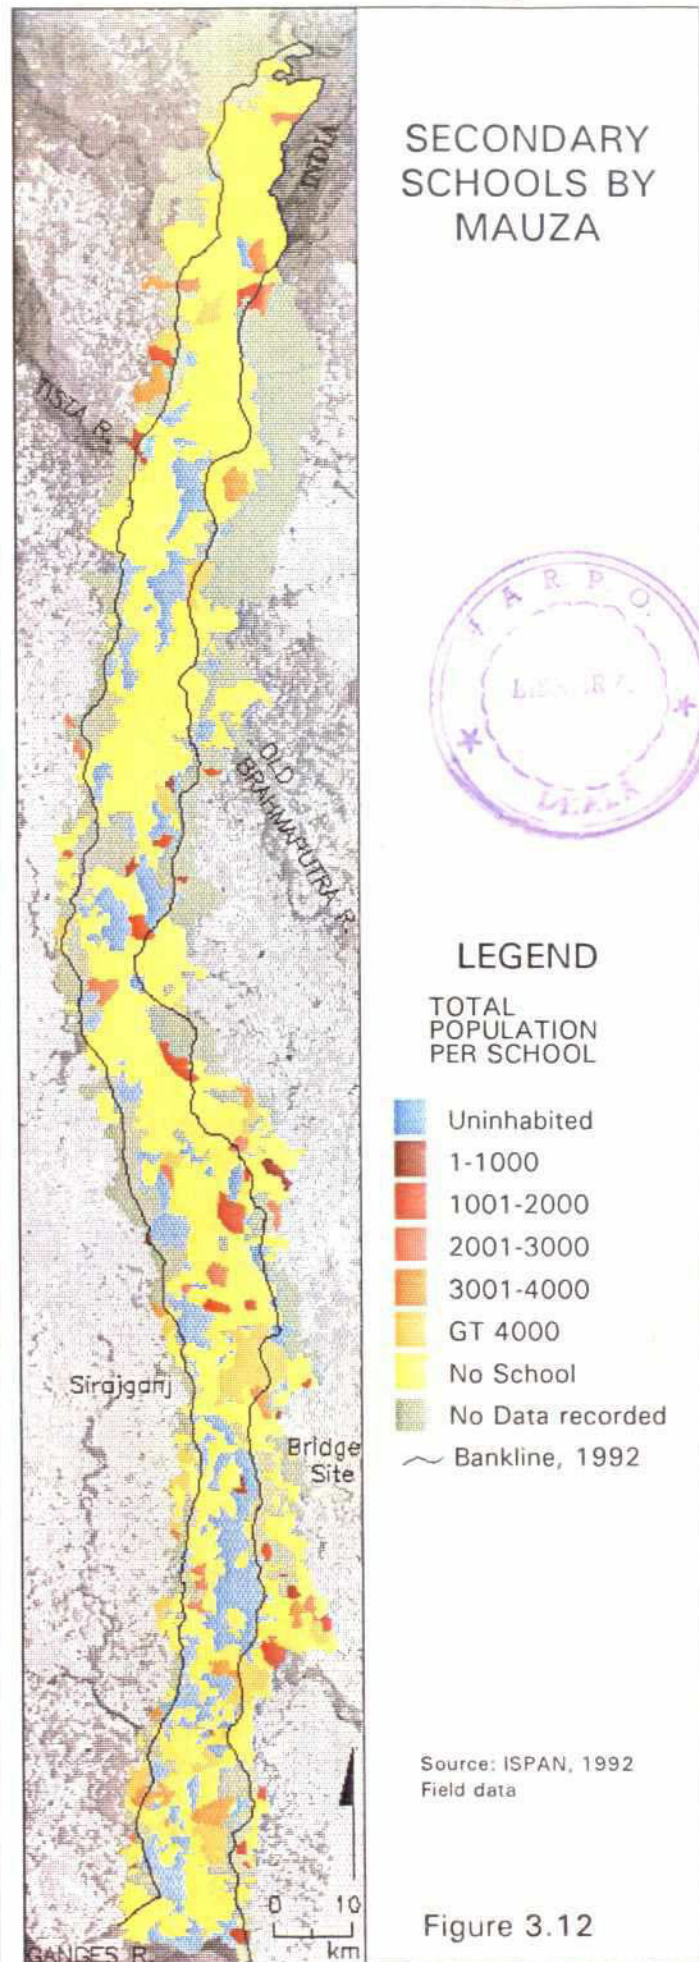 SECONDARY
SCHOOLS BY
MAUZA
INDIA
TISZA R.
OLD
BRAHMAPUTRA R.
LEGEND
TOTAL
POPULATION
PER SCHOOL
Uninhabited
1-1000
1001-2000
2001-3000
3001-4000
GT 4000
No School
No Data recorded
Bankline, 1992
Sirajganj
Bridge
Site
Source: ISPAN, 1992
Field data
0 10
km
GANGES R.
Figure 3.12